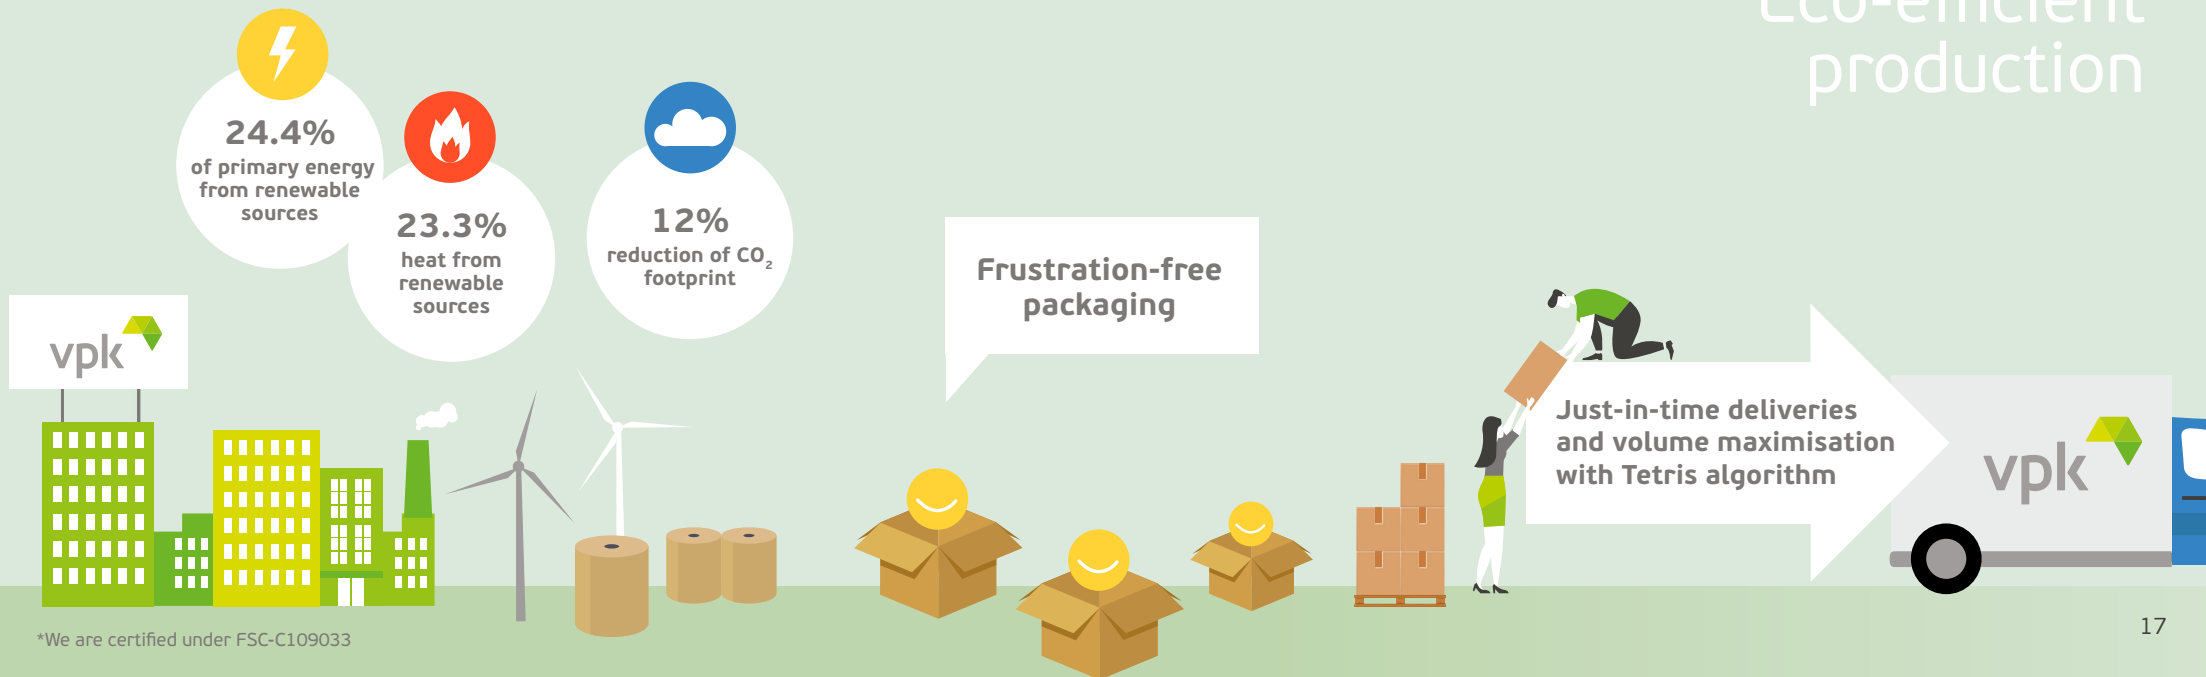 Eco-efficient
production
24.4%
of primary energy
from renewable
sources
23.3%
heat from
renewable
sources
12%
reduction of CO₂
footprint
Frustration-free
packaging
vpk
Just-in-time deliveries
and volume maximisation
with Tetris algorithm
vpk
*We are certified under FSC-C109033
17